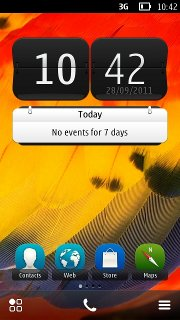 3G 10:42
10 42
28/09/2011
Today
No events for 7 days
Contacts Web Store Maps